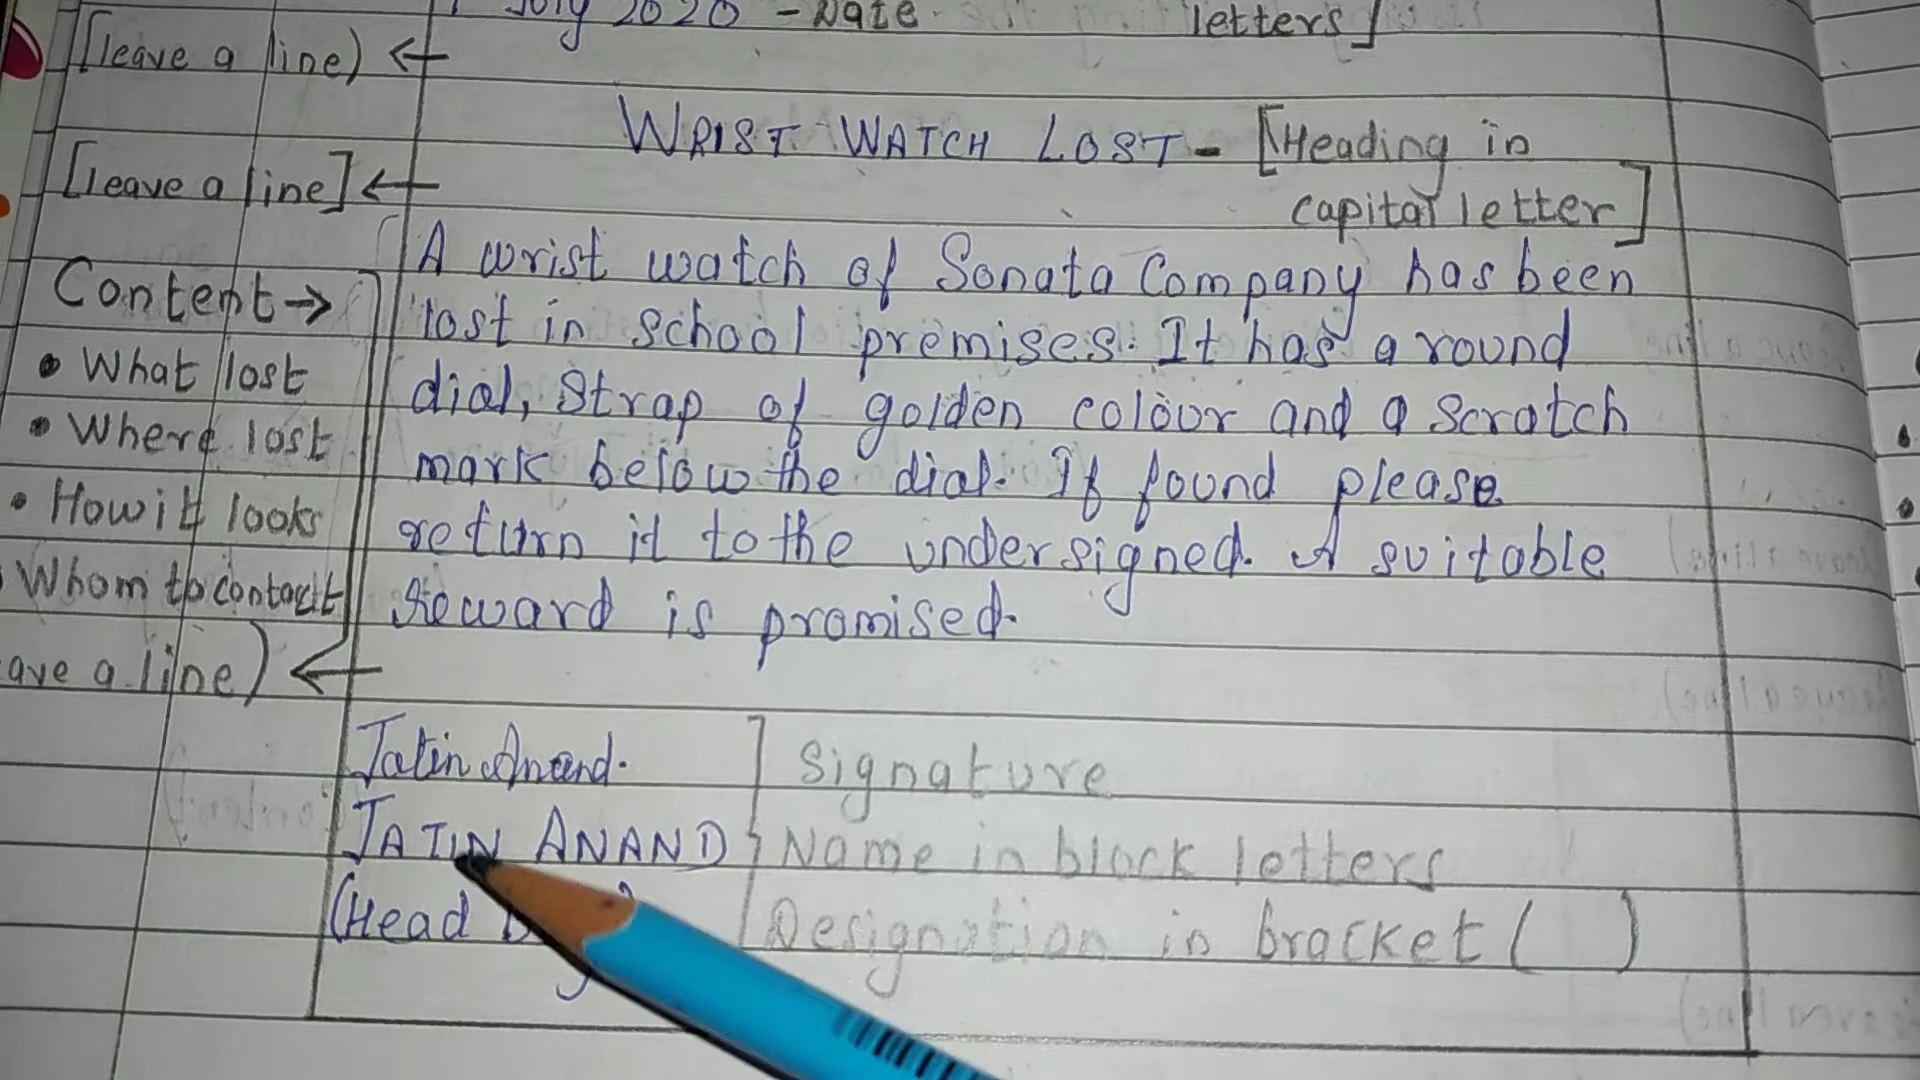 July 2020 - Date letters]
[leave a line) ←
WRIST WATCH LOST - [Heading in
capital letter]
[leave a line] ←
A wrist watch of Sonata Company has been
Content →
lost in school premises. It has a round
• What lost
dial, strap of golden colour and a scratch
• Where lost
mark below the dial. If found please
• How it looks
return it to the undersigned. A suitable
Whom to contact
reward is promised.
ave a line) ←
Jatin Anand. Signature
JATIN ANAND Name in block letters
(Head Designation in bracket ( )